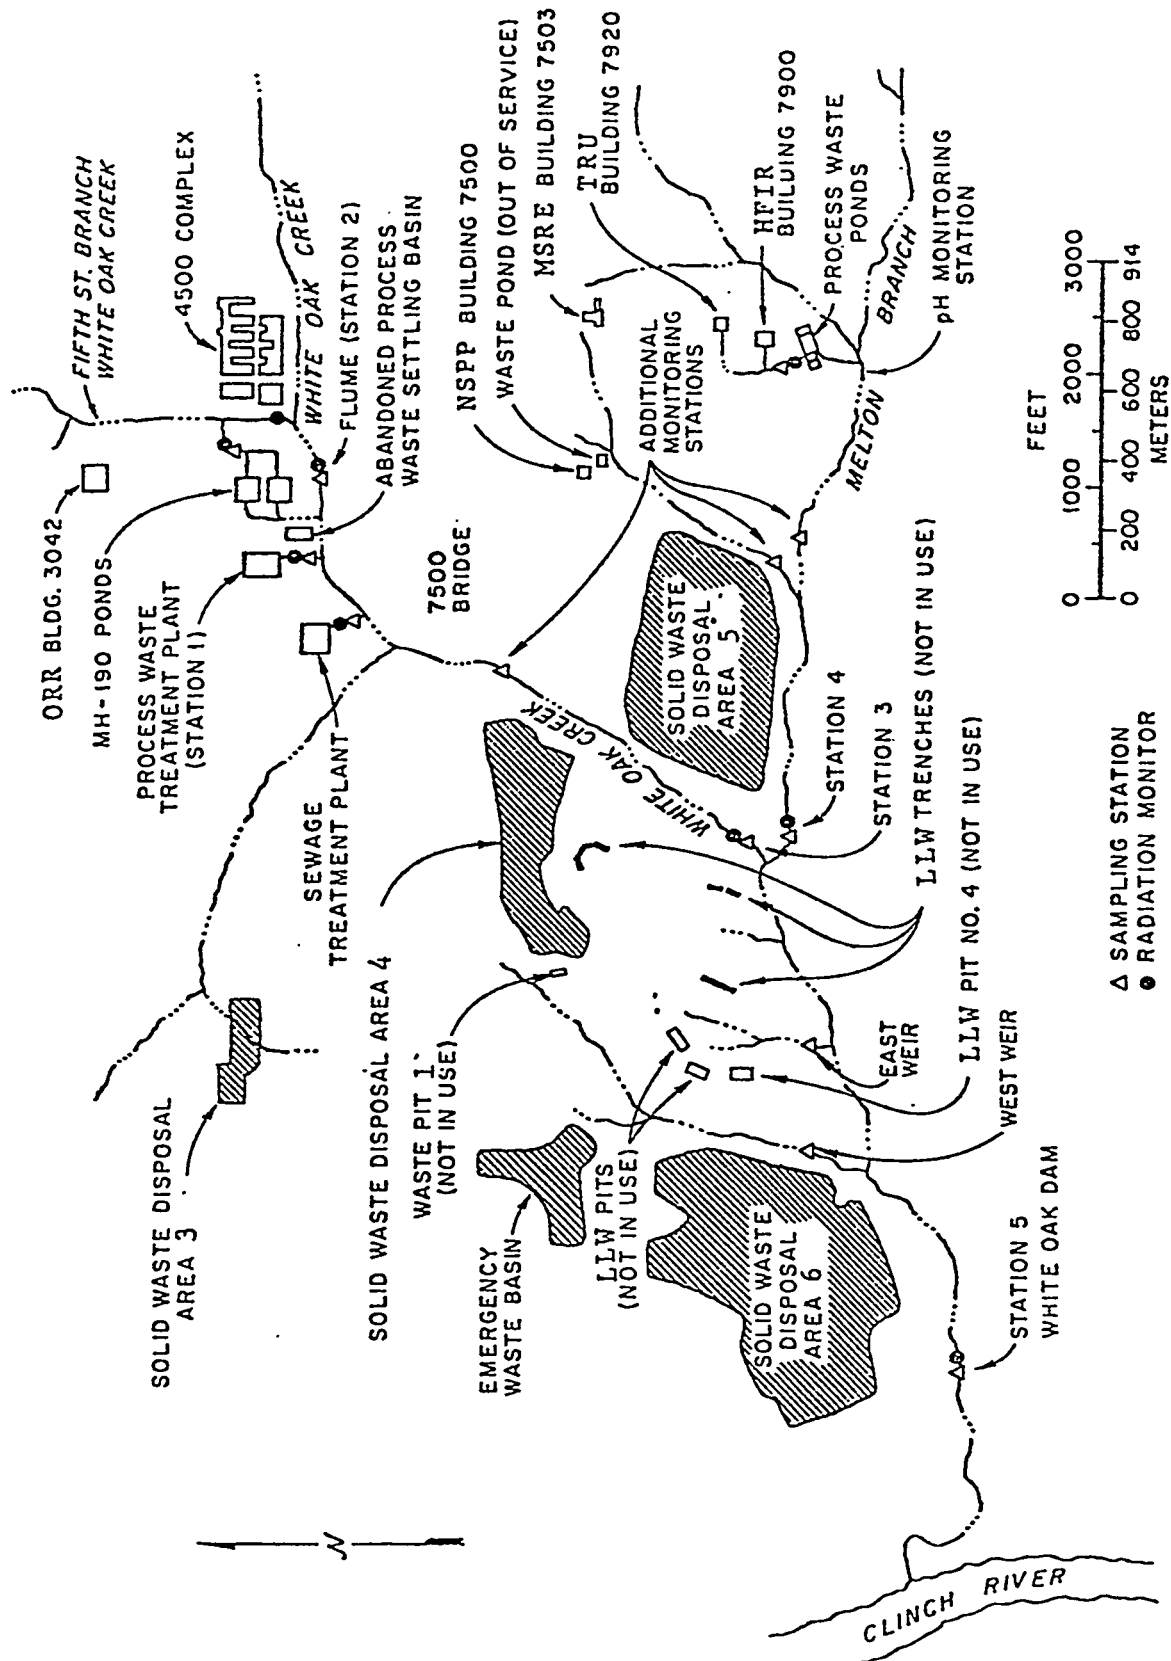 FIFTH ST. BRANCH
WHITE OAK CREEK
4500 COMPLEX
WHITE OAK CREEK
FLUME (STATION 2)
ABANDONED PROCESS
WASTE SETTLING BASIN
ORR BLDG. 3042
MH-190 PONDS
PROCESS WASTE
TREATMENT PLANT
(STATION 1)
SEWAGE
TREATMENT PLANT
7500
BRIDGE
NSPP BUILDING 7500
WASTE POND (OUT OF SERVICE)
MSRE BUILDING 7503
TRU
BUILDING 7920
HFIR
BUILDING 7900
PROCESS WASTE
PONDS
ADDITIONAL
MONITORING
STATIONS
MELTON BRANCH
pH MONITORING
STATION
SOLID WASTE DISPOSAL
AREA 3
SOLID WASTE DISPOSAL AREA 4
SOLID WASTE
DISPOSAL
AREA 5
WHITE OAK CREEK
STATION 4
STATION 3
LLW TRENCHES (NOT IN USE)
LLW PIT NO. 4 (NOT IN USE)
WASTE PIT 1
(NOT IN USE)
EMERGENCY
WASTE BASIN
LLW PITS
(NOT IN USE)
EAST
WEIR
WEST WEIR
SOLID WASTE
DISPOSAL
AREA 6
STATION 5
WHITE OAK DAM
CLINCH RIVER
N
FEET
0 1000 2000 3000
0 200 400 600 800 914
METERS
△ SAMPLING STATION
● RADIATION MONITOR